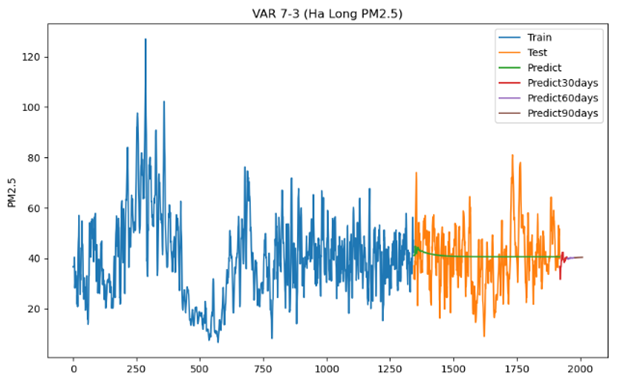 VAR 7-3 (Ha Long PM2.5)
Train
Test
Predict
Predict30days
Predict60days
Predict90days
PM2.5
120
100
80
60
40
20
0 250 500 750 1000 1250 1500 1750 2000